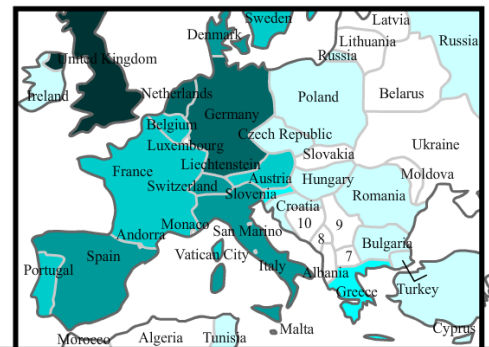 Sweden
Latvia
Denmark
Lithuania
Russia
Russia
United Kingdom
Ireland
Netherlands
Poland
Belarus
Germany
Belgium
Czech Republic
Ukraine
Luxembourg
Slovakia
Liechtenstein
France
Austria
Hungary
Moldova
Switzerland
Slovenia
Romania
Croatia
10
9
Monaco
San Marino
Andorra
8
Bulgaria
Spain
Vatican City
7
Portugal
Italy
Albania
Greece
Turkey
Malta
Cyprus
Morocco
Algeria
Tunisia